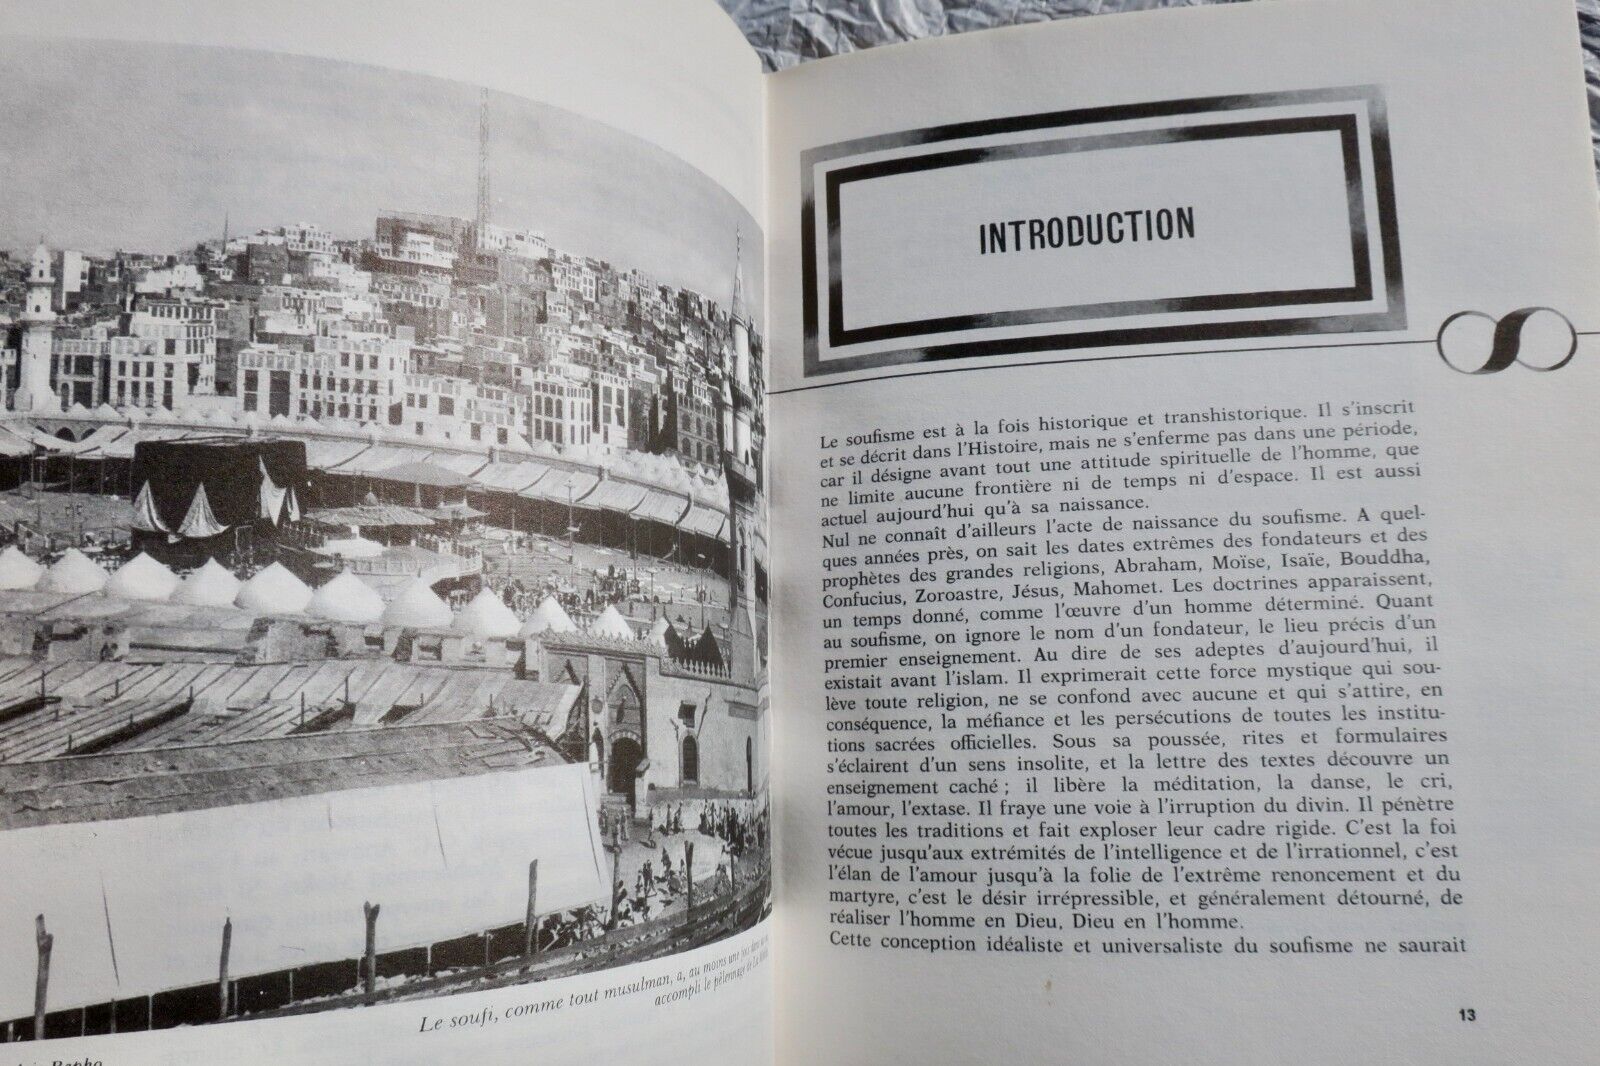 Le soufi, comme tout musulman, a, au moins une fois dans sa vie,
accompli le pèlerinage de La
Rapho
INTRODUCTION
Le soufisme est à la fois historique et transhistorique. Il s'inscrit
et se décrit dans l'Histoire, mais ne s'enferme pas dans une période,
car il désigne avant tout une attitude spirituelle de l'homme, que
ne limite aucune frontière ni de temps ni d'espace. Il est aussi
actuel aujourd'hui qu'à sa naissance.
Nul ne connaît d'ailleurs l'acte de naissance du soufisme. A quel-
ques années près, on sait les dates extrêmes des fondateurs et des
prophètes des grandes religions, Abraham, Moïse, Isaïe, Bouddha,
Confucius, Zoroastre, Jésus, Mahomet. Les doctrines apparaissent,
un temps donné, comme l'œuvre d'un homme déterminé. Quant
au soufisme, on ignore le nom d'un fondateur, le lieu précis d'un
premier enseignement. Au dire de ses adeptes d'aujourd'hui, il
existait avant l'islam. Il exprimerait cette force mystique qui sou-
lève toute religion, ne se confond avec aucune et qui s'attire, en
conséquence, la méfiance et les persécutions de toutes les institu-
tions sacrées officielles. Sous sa poussée, rites et formulaires
s'éclairent d'un sens insolite, et la lettre des textes découvre un
enseignement caché ; il libère la méditation, la danse, le cri,
l'amour, l'extase. Il fraye une voie à l'irruption du divin. Il pénètre
toutes les traditions et fait exploser leur cadre rigide. C'est la foi
vécue jusqu'aux extrémités de l'intelligence et de l'irrationnel, c'est
l'élan de l'amour jusqu'à la folie de l'extrême renoncement et du
martyre, c'est le désir irrépressible, et généralement détourné, de
réaliser l'homme en Dieu, Dieu en l'homme.
Cette conception idéaliste et universaliste du soufisme ne saurait
13